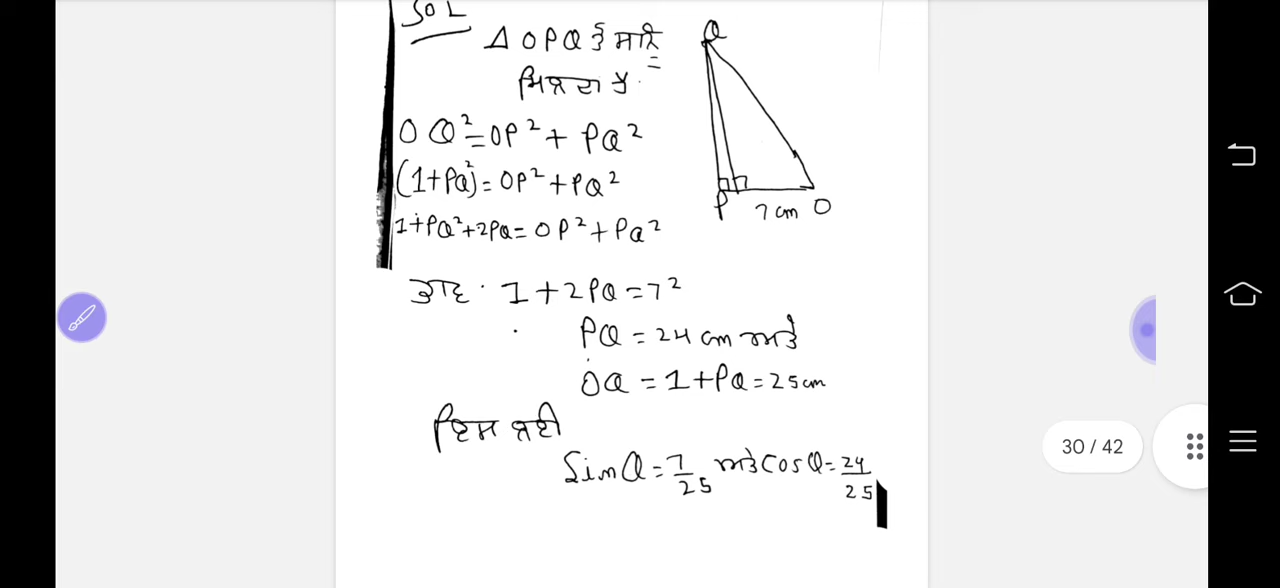 SOL
Δ OPQ ਤੋਂ ਸਾਨੂੰ
ਮਿਲਦਾ ਹੈ.
Q
OQ² = OP² + PQ²
(1+PQ)² = OP² + PQ²
P 7 cm O
1+PQ²+2PQ = OP² + PQ²
1+2PQ = 7²
PQ = 24 cm ਅਤੇ
OQ = 1+PQ = 25 cm
ਇਸ ਲਈ
Sin Q = 7/25 ਅਤੇ Cos Q = 24/25
30 / 42